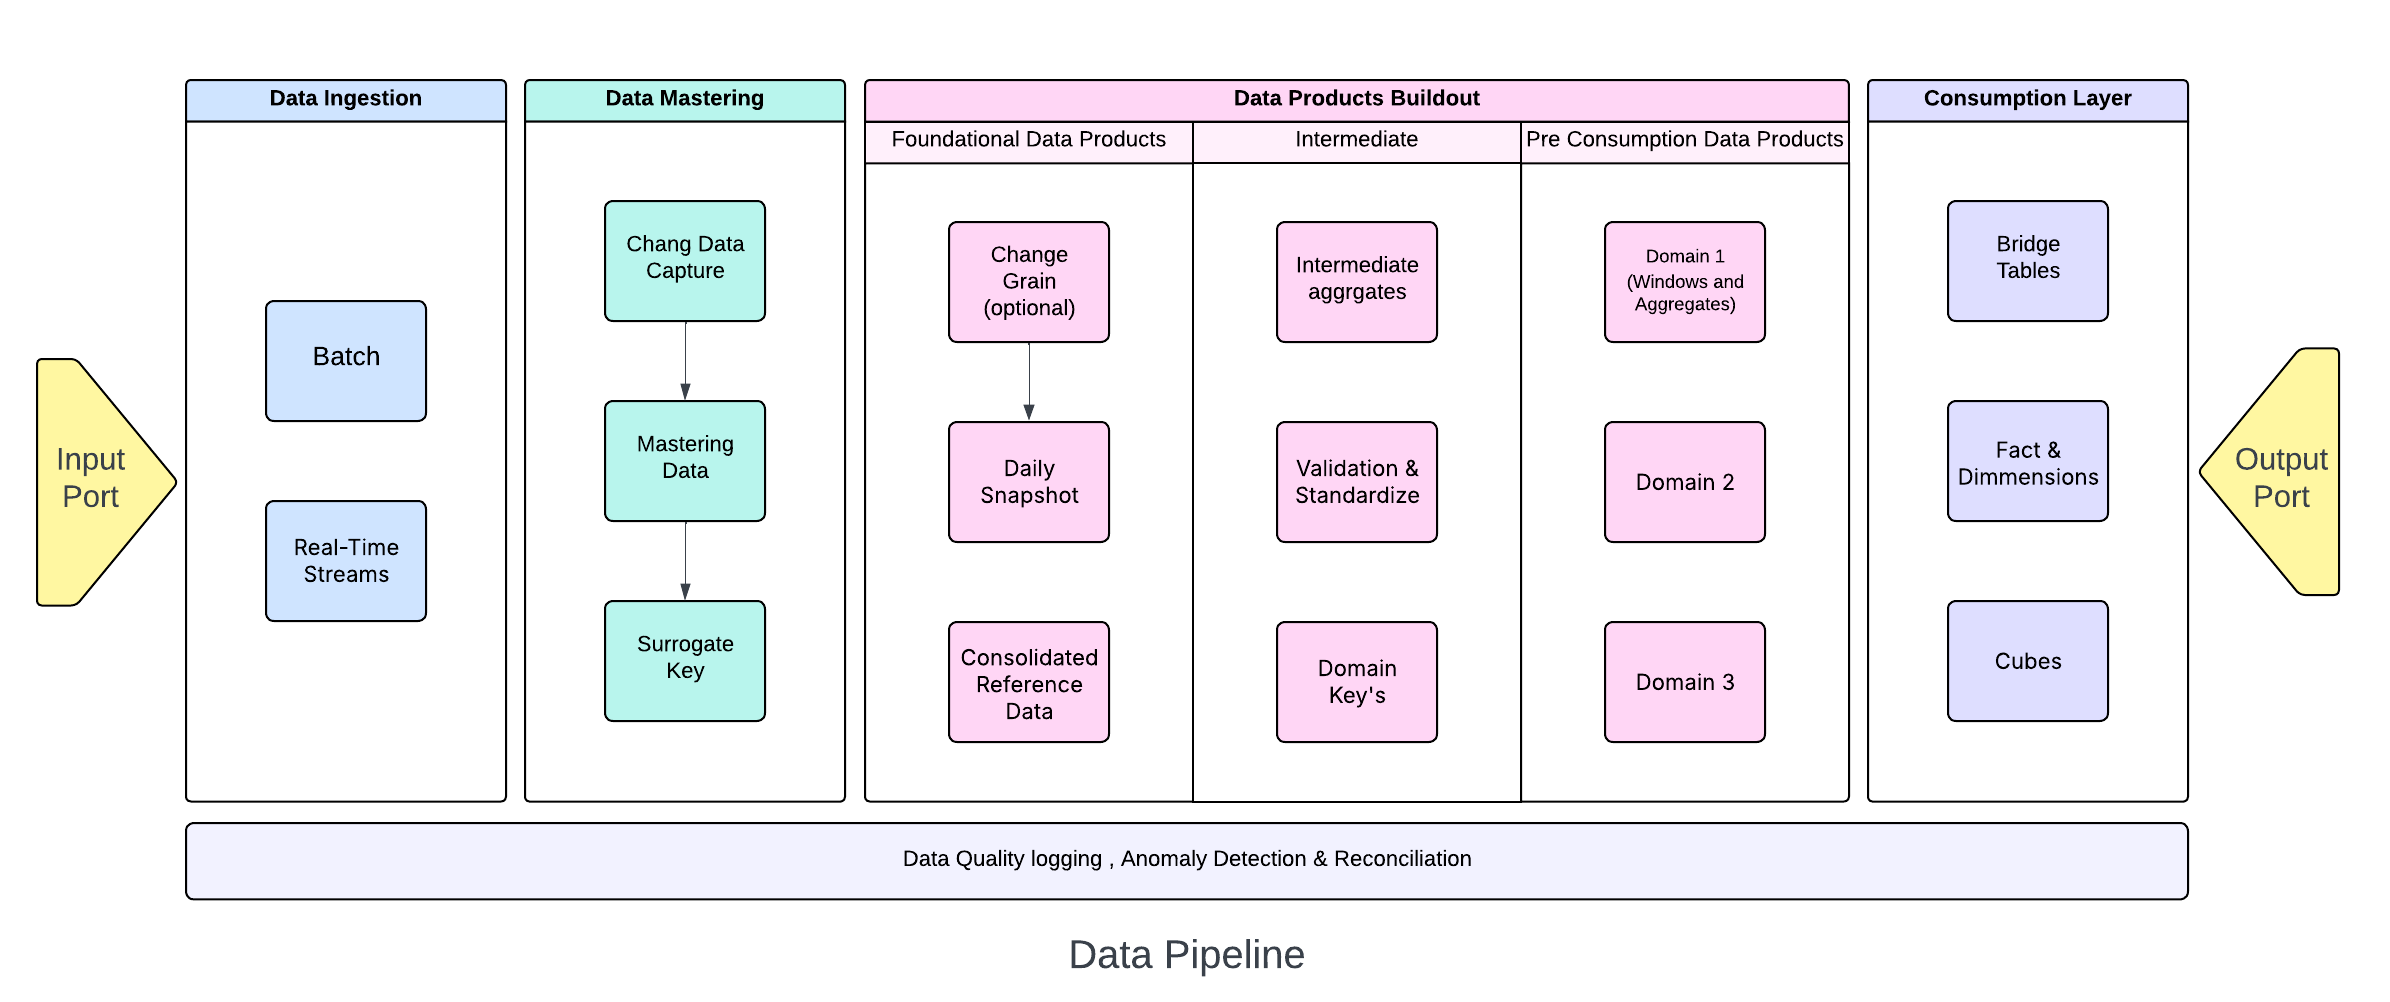 Data Ingestion
Data Mastering
Data Products Buildout
Consumption Layer
Foundational Data Products
Intermediate
Pre Consumption Data Products
Input
Port
Batch
Real-Time
Streams
Chang Data
Capture
Mastering
Data
Surrogate
Key
Change
Grain
(optional)
Daily
Snapshot
Consolidated
Reference
Data
Intermediate
aggrgates
Validation &
Standardize
Domain
Key's
Domain 1
(Windows and
Aggregates)
Domain 2
Domain 3
Bridge
Tables
Fact &
Dimmensions
Cubes
Output
Port
Data Quality logging , Anomaly Detection & Reconciliation
Data Pipeline